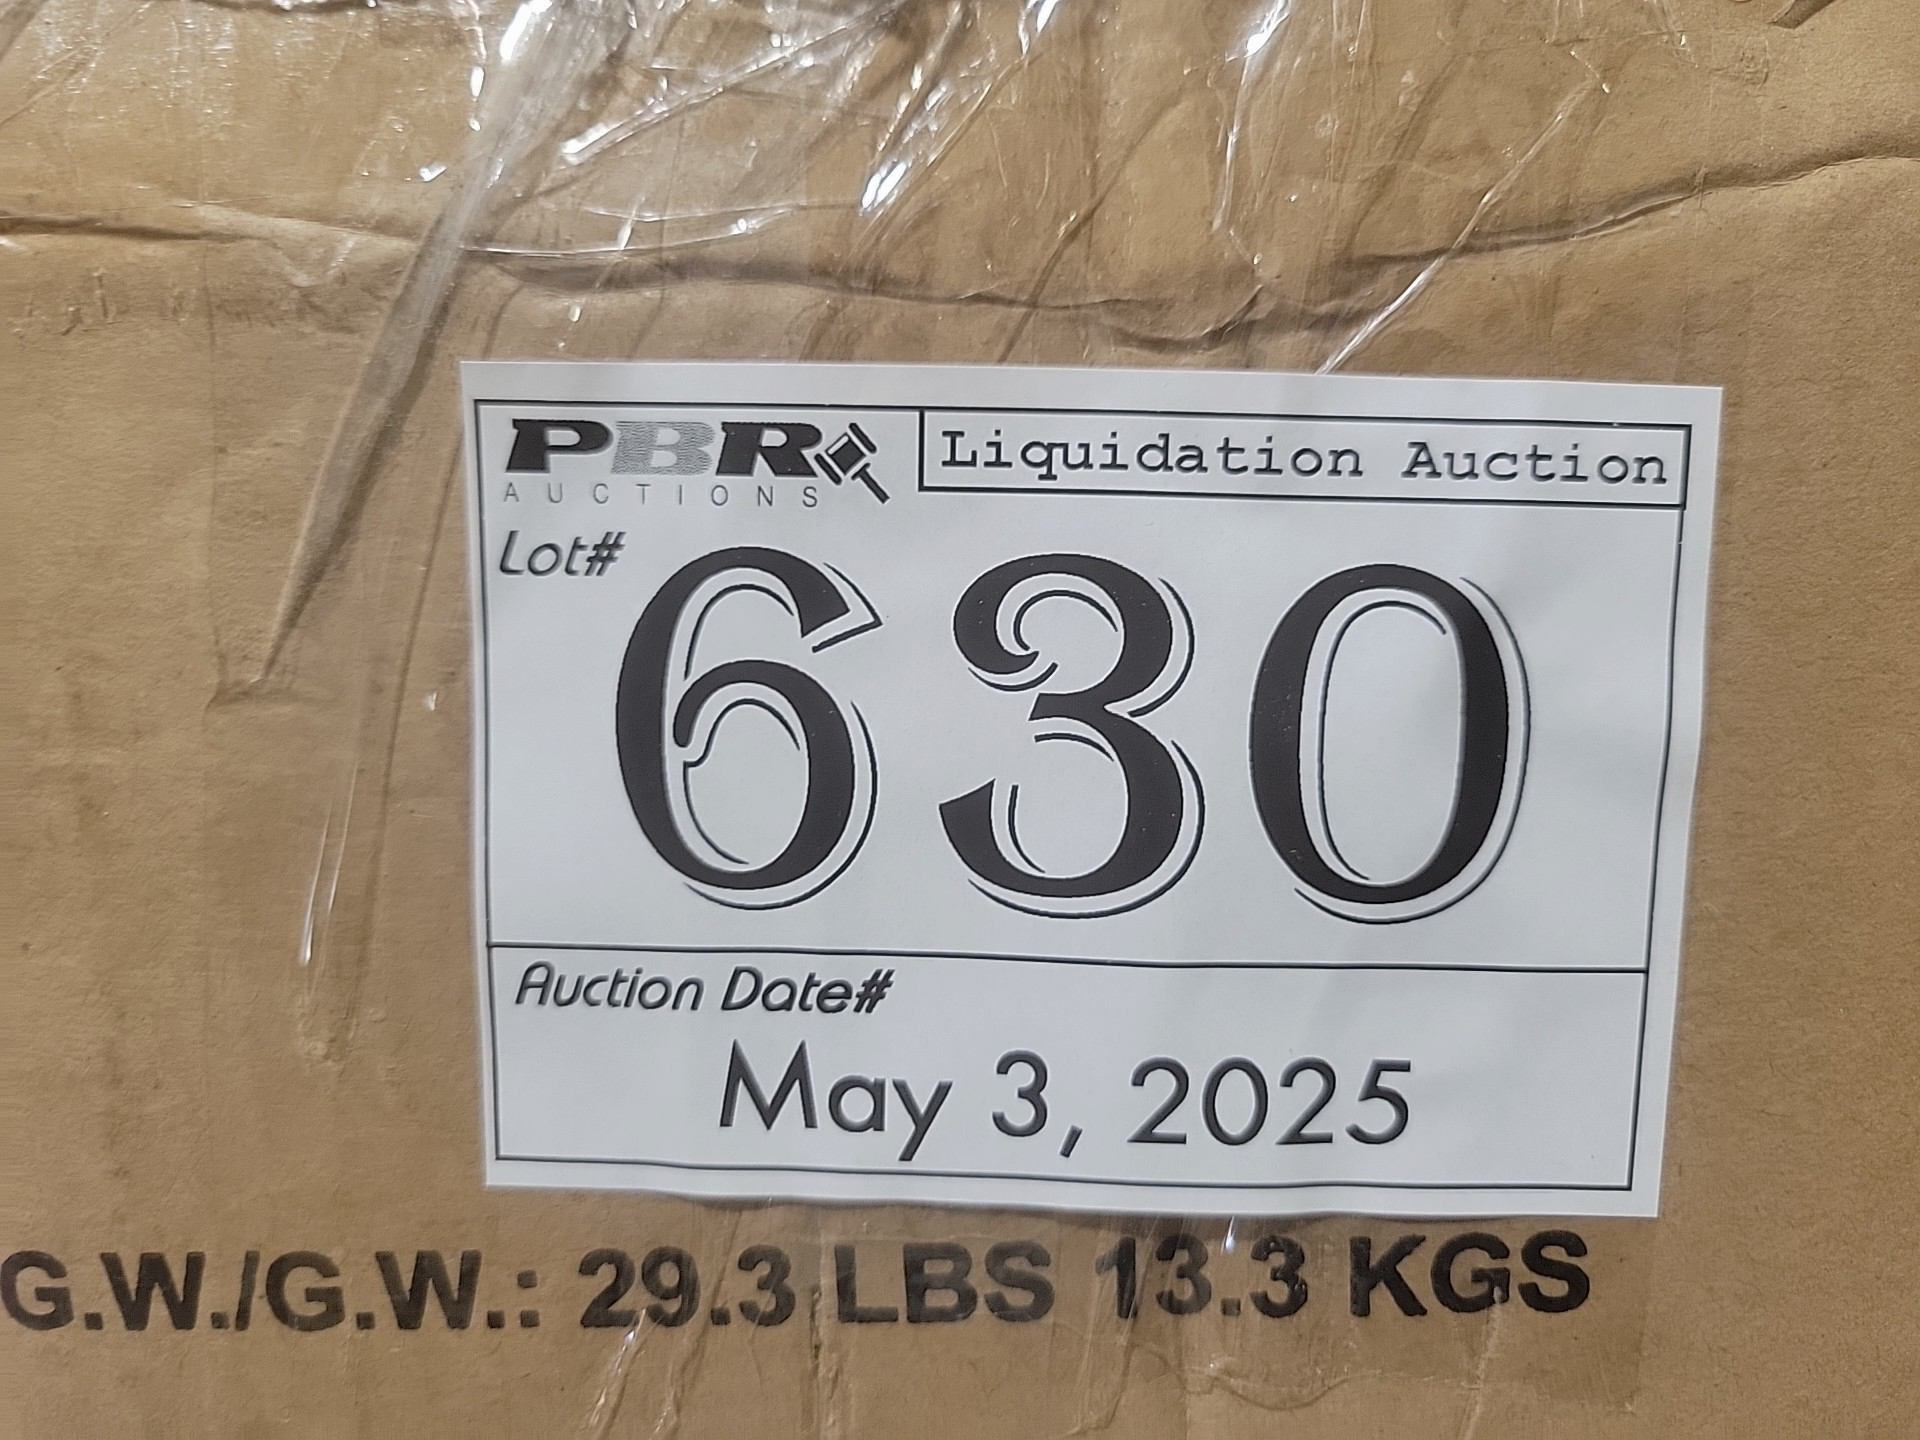 PBR
AUCTIONS
Liquidation Auction
Lot#
630
Auction Date#
May 3, 2025
G.W./G.W.: 29.3 LBS 13.3 KGS